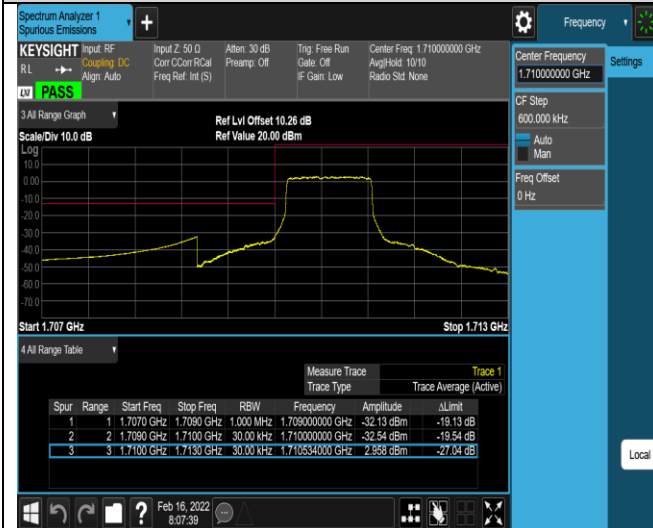 Spectrum Analyzer 1
Spurious Emissions
Frequency
KEYSIGHT
R L
LXI
PASS
Input: RF
Coupling: DC
Align: Auto
Input Z: 50 Ω
Corr CCorr RCal
Freq Ref: Int (S)
Atten: 30 dB
Preamp: Off
Trig: Free Run
Gate: Off
IF Gain: Low
Center Freq: 1.710000000 GHz
Avg|Hold: 10/10
Radio Std: None
Center Frequency
1.710000000 GHz
Settings
CF Step
600.000 kHz
Auto
Man
Freq Offset
0 Hz
3 All Range Graph
Scale/Div 10.0 dB
Ref Lvl Offset 10.26 dB
Ref Value 20.00 dBm
Log
10.0
0.00
-10.0
-20.0
-30.0
-40.0
-50.0
-60.0
-70.0
Start 1.707 GHz
Stop 1.713 GHz
4 All Range Table
Measure Trace Trace 1
Trace Type Trace Average (Active)
Spur Range Start Freq Stop Freq RBW Frequency Amplitude ΔLimit
1 1 1.7070 GHz 1.7090 GHz 1.000 MHz 1.709000000 GHz -32.13 dBm -19.13 dB
2 2 1.7090 GHz 1.7100 GHz 30.00 kHz 1.710000000 GHz -32.54 dBm -19.54 dB
3 3 1.7100 GHz 1.7130 GHz 30.00 kHz 1.710534000 GHz 2.958 dBm -27.04 dB
Local
Feb 16, 2022
8:07:39